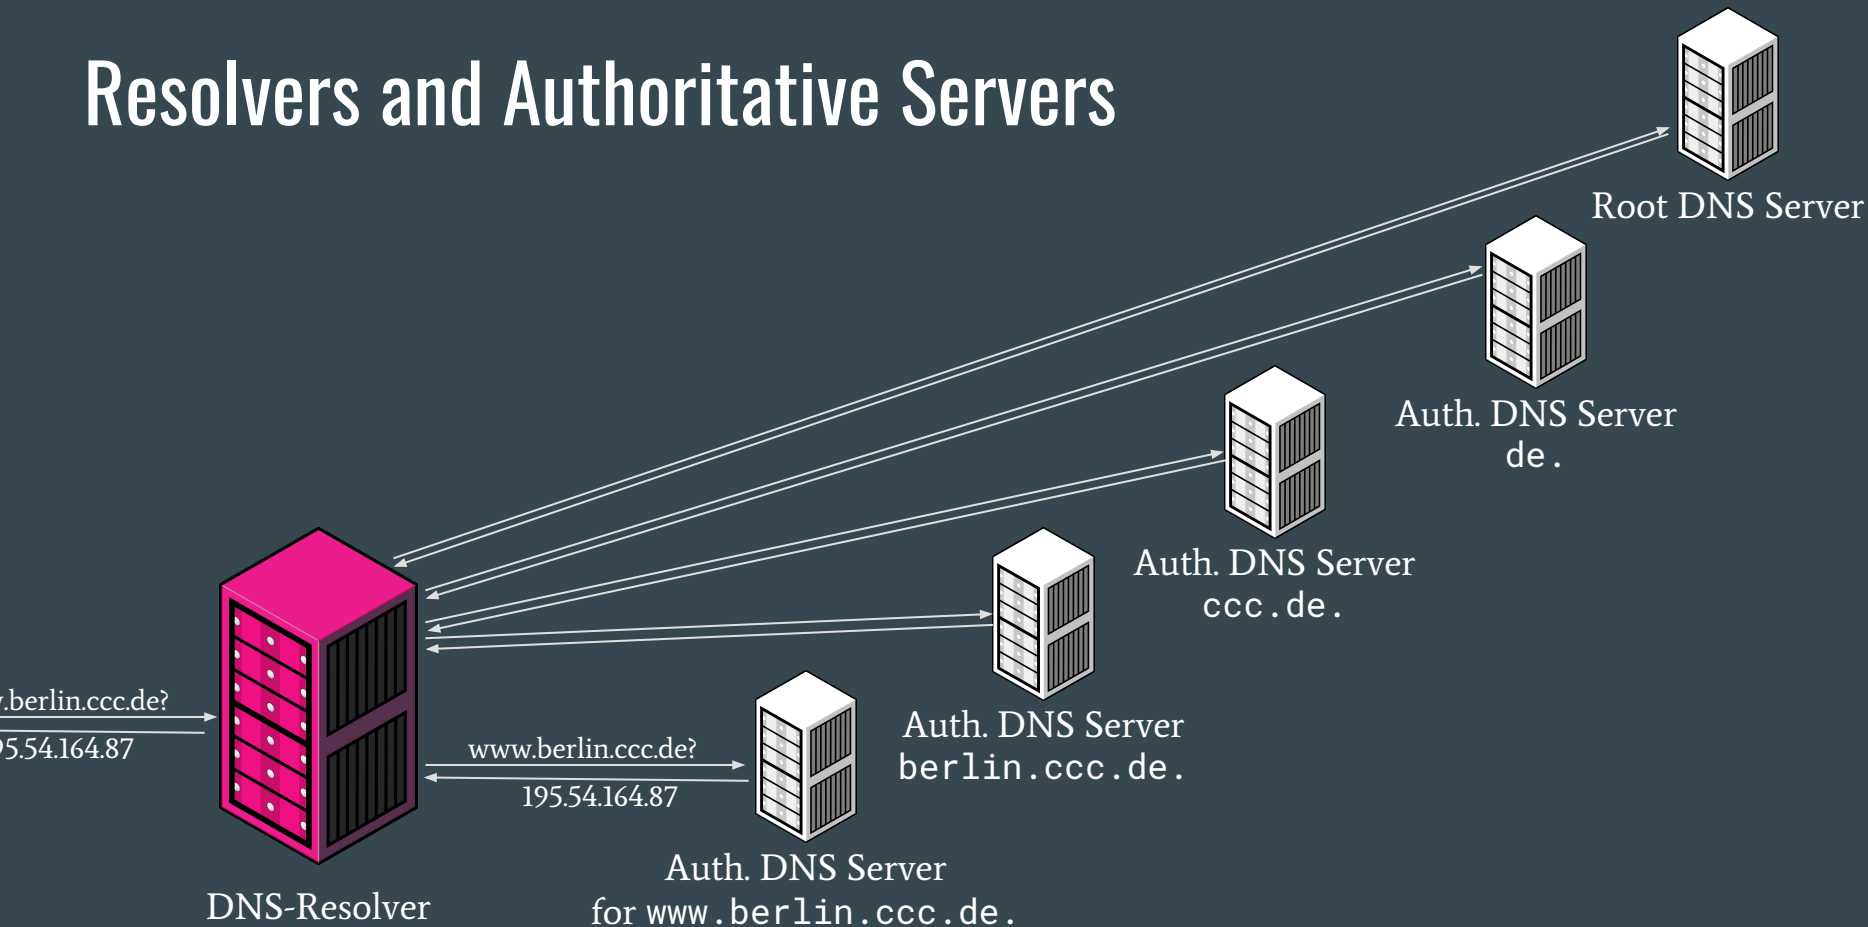 Resolvers and Authoritative Servers
Root DNS Server
Auth. DNS Server
de.
Auth. DNS Server
ccc.de.
Auth. DNS Server
berlin.ccc.de.
.berlin.ccc.de?
5.54.164.87
www.berlin.ccc.de?
195.54.164.87
Auth. DNS Server
for www.berlin.ccc.de.
DNS-Resolver